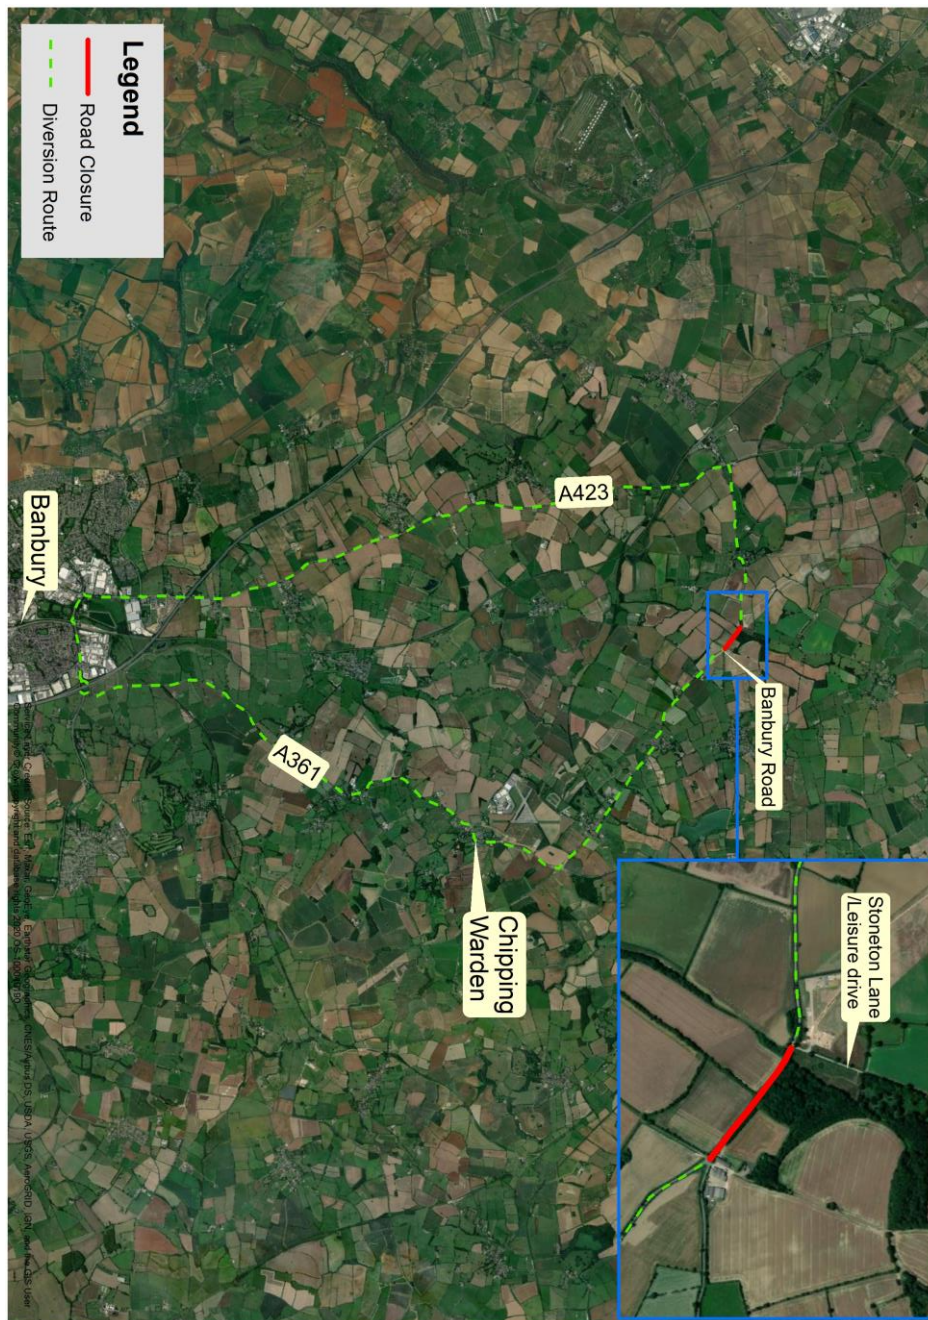 Legend
Road Closure
Diversion Route
Stoneton Lane
/Leisure drive
Banbury Road
A423
Chipping
Warden
A361
Banbury